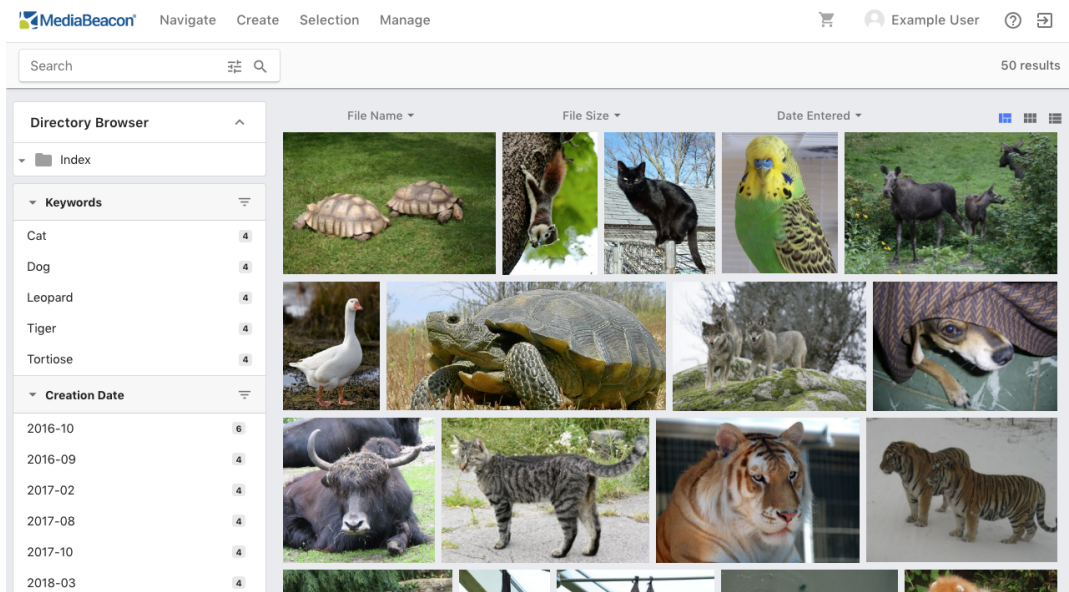 MediaBeacon® Navigate Create Selection Manage Example User
Search 50 results
Directory Browser
Index
Keywords
Cat 4
Dog 4
Leopard 4
Tiger 4
Tortiose 4
Creation Date
2016-10 6
2016-09 4
2017-02 4
2017-08 4
2017-10 4
2018-03 4
File Name File Size Date Entered